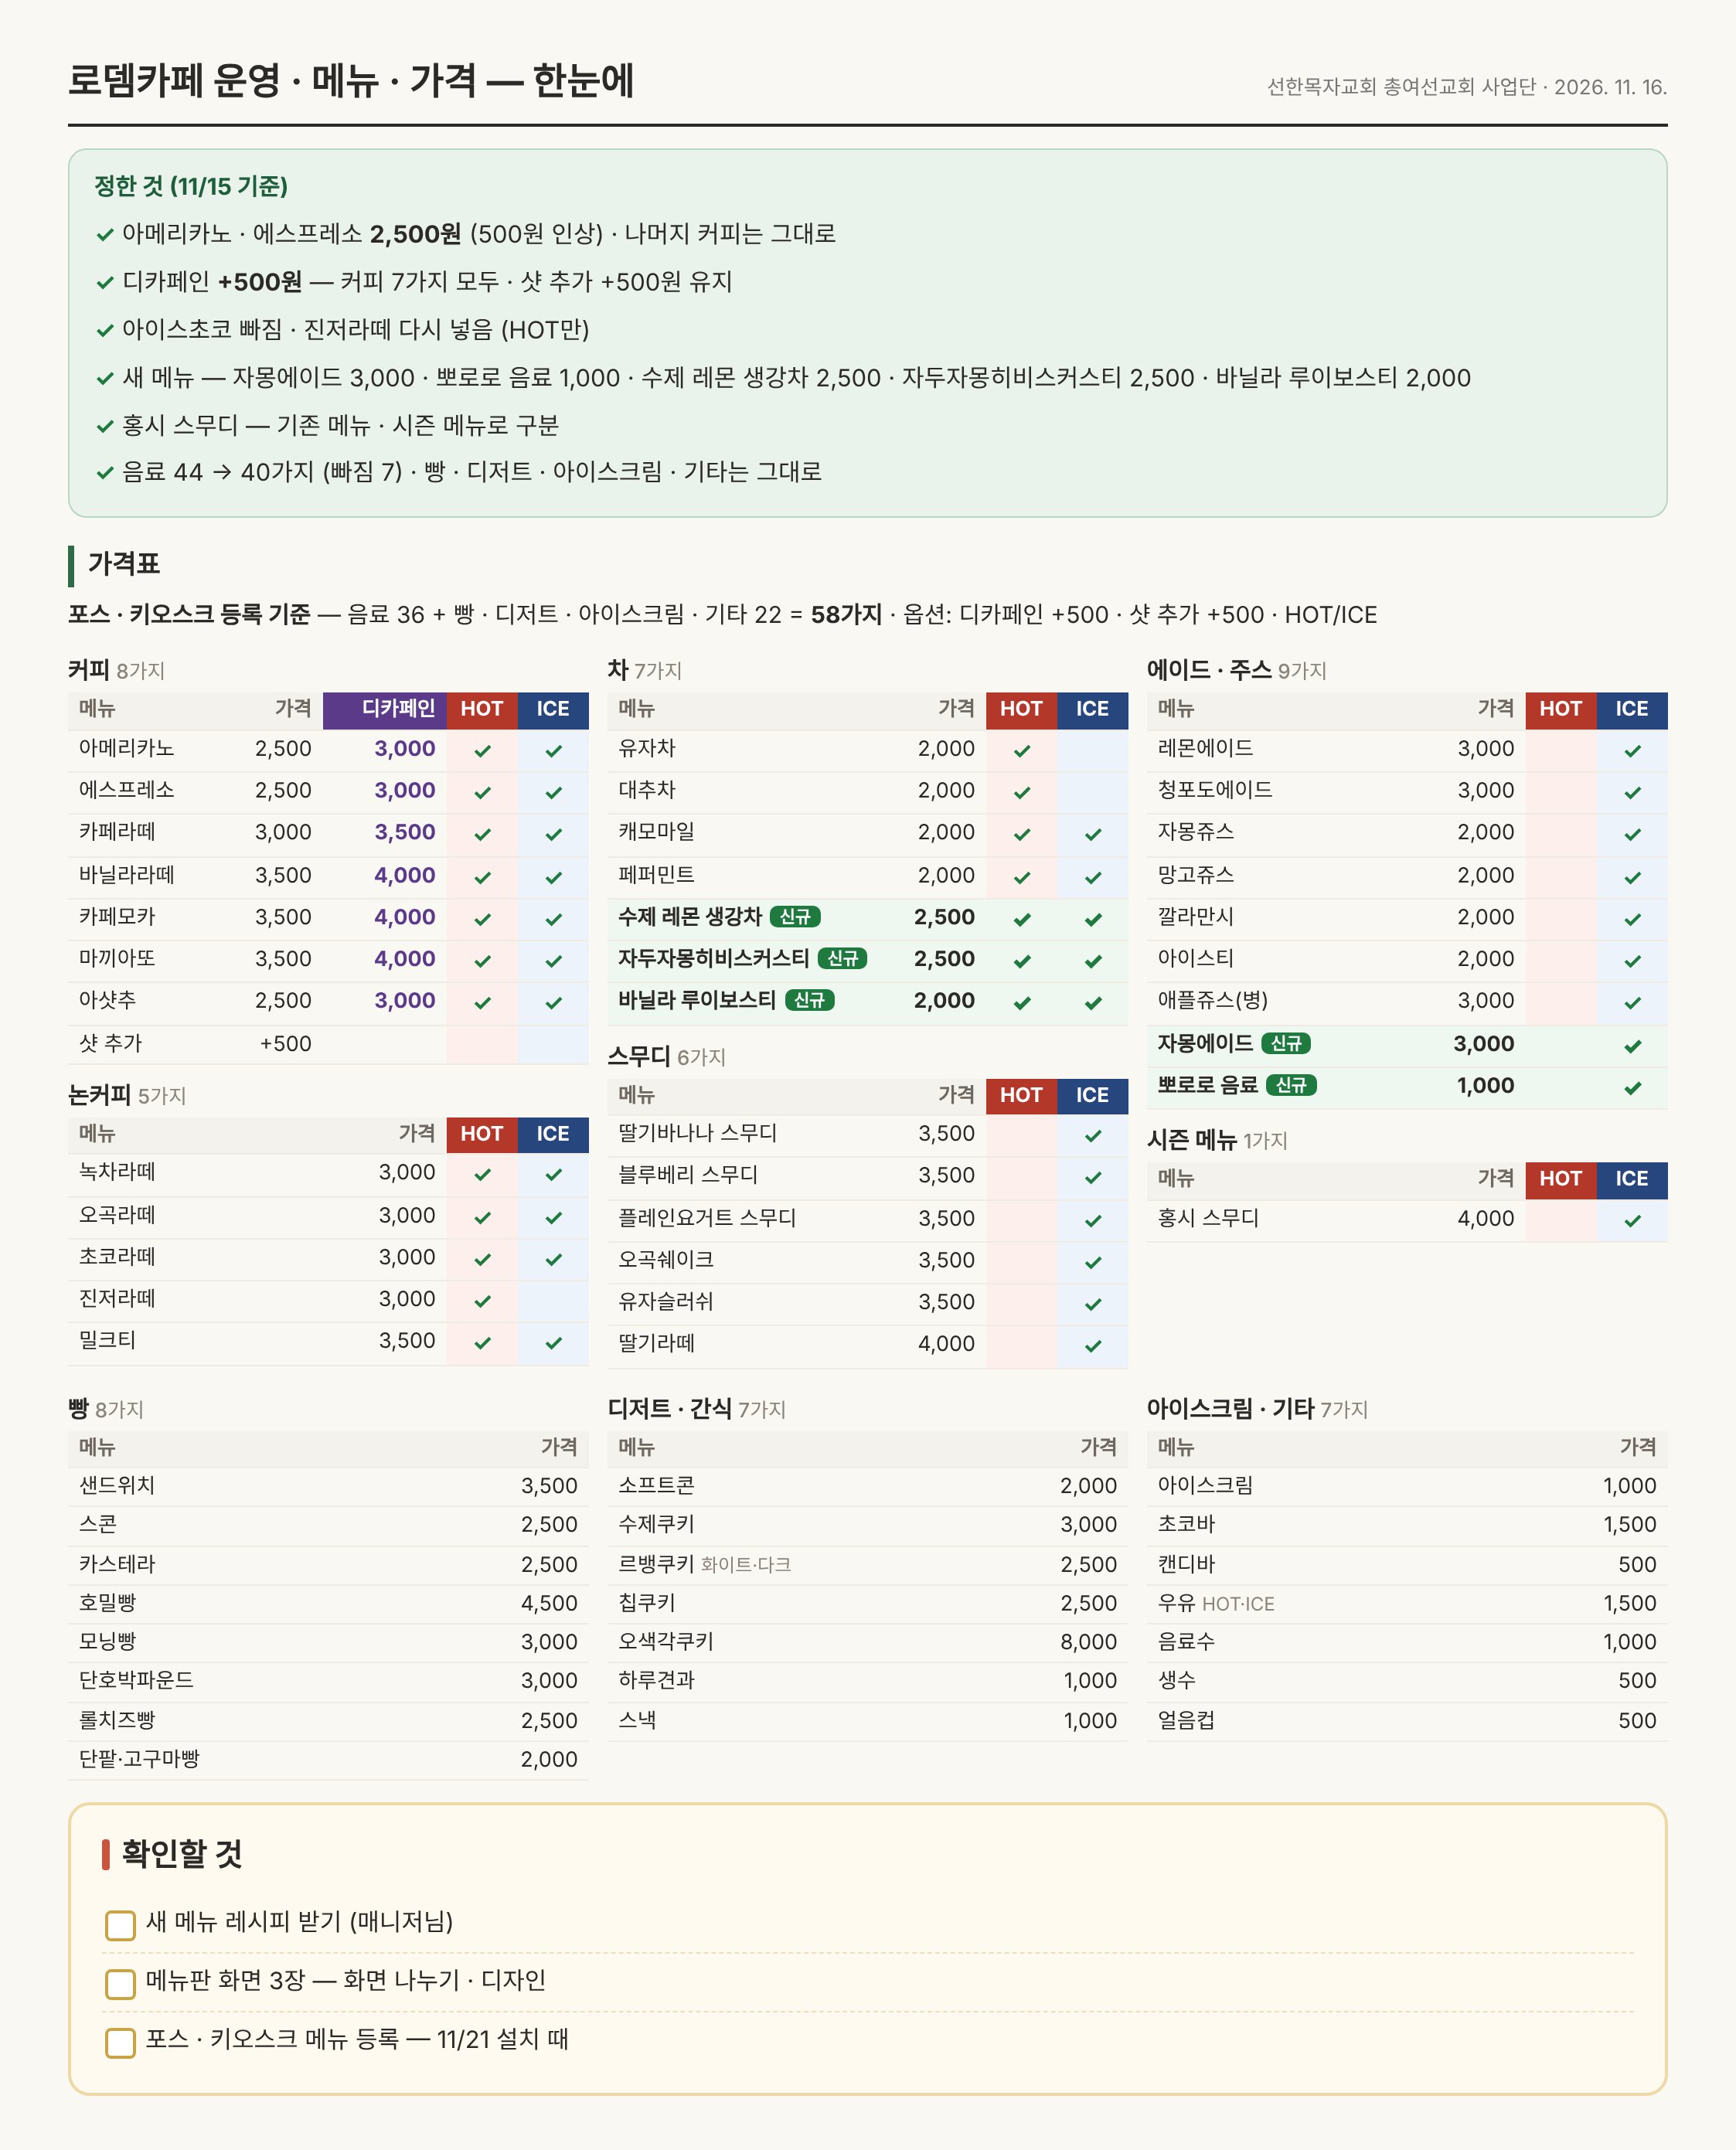 로뎀카페 운영 · 메뉴 · 가격 — 한눈에
선한목자교회 총여선교회 사업단 · 2026. 11. 16.
정한 것 (11/15 기준)
✓ 아메리카노 · 에스프레소 2,500원 (500원 인상) · 나머지 커피는 그대로
✓ 디카페인 +500원 — 커피 7가지 모두 · 샷 추가 +500원 유지
✓ 아이스초코 빠짐 · 진저라떼 다시 넣음 (HOT만)
✓ 새 메뉴 — 자몽에이드 3,000 · 뽀로로 음료 1,000 · 수제 레몬 생강차 2,500 · 자두자몽히비스커스티 2,500 · 바닐라 루이보스티 2,000
✓ 홍시 스무디 — 기존 메뉴 · 시즌 메뉴로 구분
✓ 음료 44 → 40가지 (빠짐 7) · 빵 · 디저트 · 아이스크림 · 기타는 그대로
가격표
포스 · 키오스크 등록 기준 — 음료 36 + 빵 · 디저트 · 아이스크림 · 기타 22 = 58가지 · 옵션: 디카페인 +500 · 샷 추가 +500 · HOT/ICE
커피 8가지
메뉴 가격 디카페인 HOT ICE
아메리카노 2,500 3,000 ✓ ✓
에스프레소 2,500 3,000 ✓ ✓
카페라떼 3,000 3,500 ✓ ✓
바닐라라떼 3,500 4,000 ✓ ✓
카페모카 3,500 4,000 ✓ ✓
마끼아또 3,500 4,000 ✓ ✓
아샷추 2,500 3,000 ✓ ✓
샷 추가 +500
논커피 5가지
메뉴 가격 HOT ICE
녹차라떼 3,000 ✓ ✓
오곡라떼 3,000 ✓ ✓
초코라떼 3,000 ✓ ✓
진저라떼 3,000 ✓
밀크티 3,500 ✓ ✓
차 7가지
메뉴 가격 HOT ICE
유자차 2,000 ✓
대추차 2,000 ✓
캐모마일 2,000 ✓ ✓
페퍼민트 2,000 ✓ ✓
수제 레몬 생강차 신규 2,500 ✓ ✓
자두자몽히비스커스티 신규 2,500 ✓ ✓
바닐라 루이보스티 신규 2,000 ✓ ✓
스무디 6가지
메뉴 가격 HOT ICE
딸기바나나 스무디 3,500 ✓
블루베리 스무디 3,500 ✓
플레인요거트 스무디 3,500 ✓
오곡쉐이크 3,500 ✓
유자슬러쉬 3,500 ✓
딸기라떼 4,000 ✓
에이드 · 주스 9가지
메뉴 가격 HOT ICE
레몬에이드 3,000 ✓
청포도에이드 3,000 ✓
자몽쥬스 2,000 ✓
망고쥬스 2,000 ✓
깔라만시 2,000 ✓
아이스티 2,000 ✓
애플쥬스(병) 3,000 ✓
자몽에이드 신규 3,000 ✓
뽀로로 음료 신규 1,000 ✓
시즌 메뉴 1가지
메뉴 가격 HOT ICE
홍시 스무디 4,000 ✓
빵 8가지
메뉴 가격
샌드위치 3,500
스콘 2,500
카스테라 2,500
호밀빵 4,500
모닝빵 3,000
단호박파운드 3,000
롤치즈빵 2,500
단팥·고구마빵 2,000
디저트 · 간식 7가지
메뉴 가격
소프트콘 2,000
수제쿠키 3,000
르뱅쿠키 화이트·다크 2,500
칩쿠키 2,500
오색각쿠키 8,000
하루견과 1,000
스낵 1,000
아이스크림 · 기타 7가지
메뉴 가격
아이스크림 1,000
초코바 1,500
캔디바 500
우유 HOT·ICE 1,500
음료수 1,000
생수 500
얼음컵 500
확인할 것
새 메뉴 레시피 받기 (매니저님)
메뉴판 화면 3장 — 화면 나누기 · 디자인
포스 · 키오스크 메뉴 등록 — 11/21 설치 때